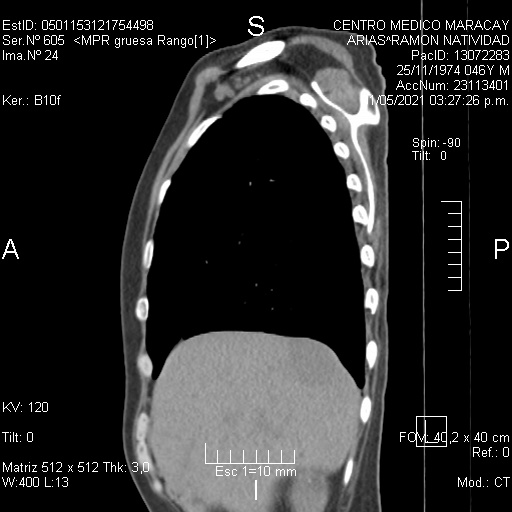 EstID: 0501153121754498
Ser.Nº 605 <MPR gruesa Rango[1]>
Ima.Nº 24
Ker.: B10f
S
CENTRO MEDICO MARACAY
ARIAS^RAMON NATIVIDAD
PacID: 13072283
25/11/1974 046Y M
AccNum: 23113401
1/05/2021 03:27:26 p.m.
Spin: -90
Tilt: 0
A
P
KV: 120
Tilt: 0
Matriz 512 x 512 Thk: 3,0
W:400 L:13
Esc 1=10 mm
I
FOV: 40,2 x 40 cm
Ref.: 0
Mod.: CT